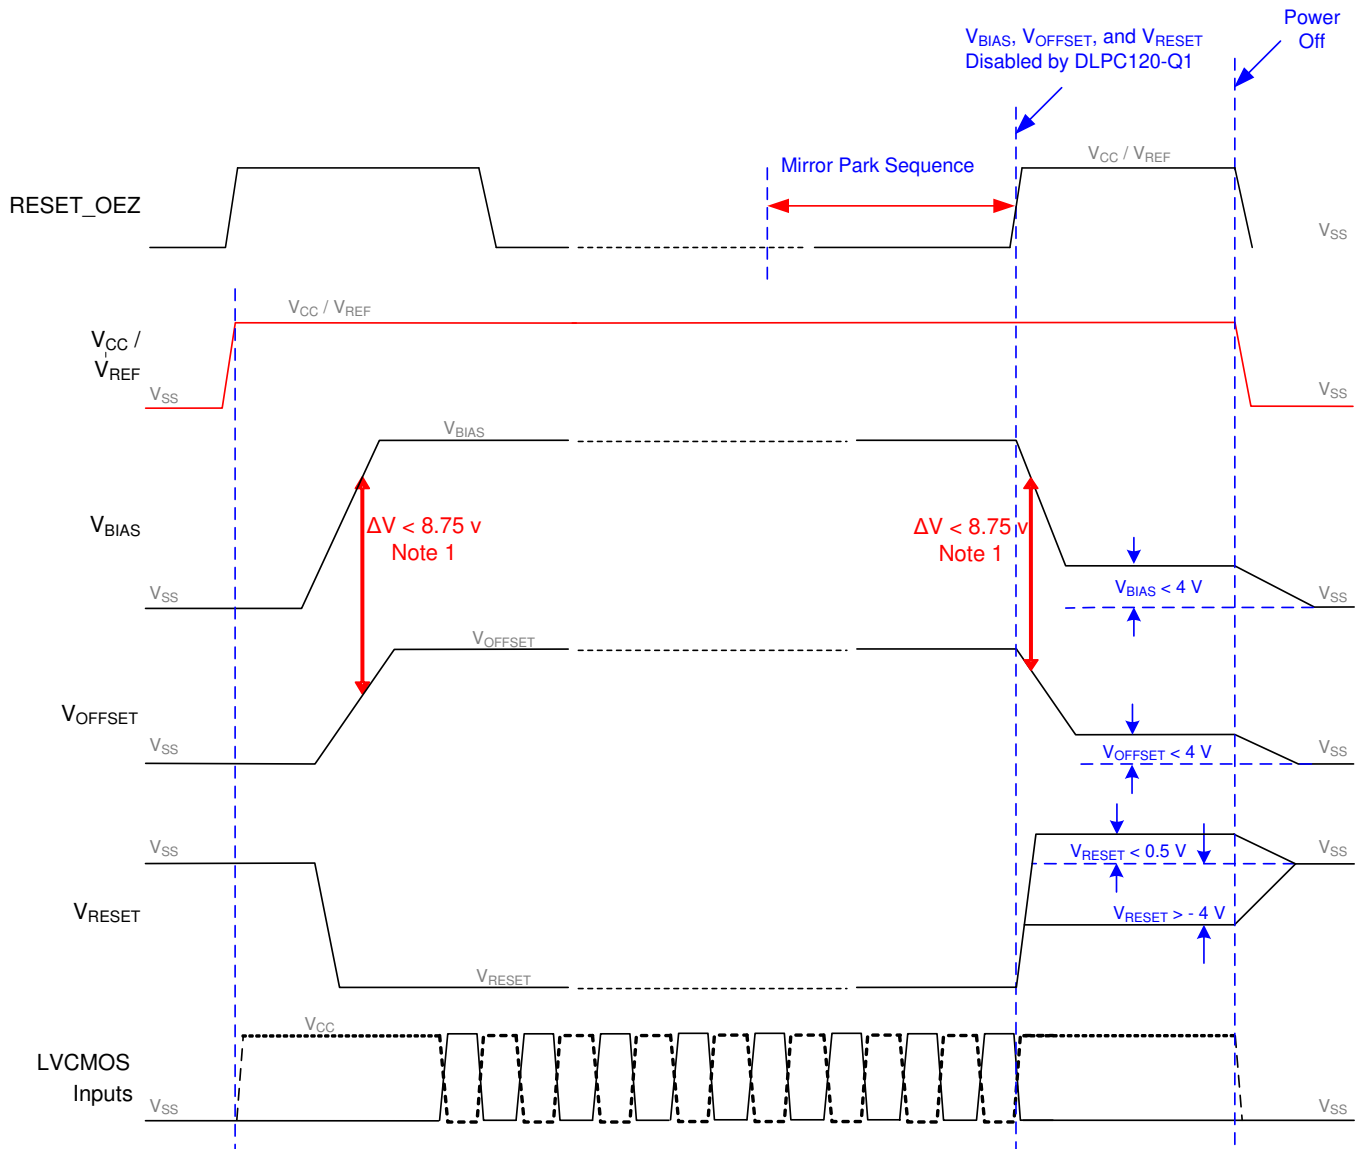 Power
Off
VBIAS, VOFFSET, and VRESET
Disabled by DLPC120-Q1
Mirror Park Sequence
VCC / VREF
RESET_OEZ
VSS
VCC / VREF
VCC /
VREF
VSS
VSS
VBIAS
ΔV < 8.75 v
Note 1
ΔV < 8.75 v
Note 1
VBIAS
VBIAS < 4 V
VSS
VSS
VOFFSET
VOFFSET
VSS
VOFFSET < 4 V
VSS
VSS
VRESET < 0.5 V
VSS
VRESET
VRESET > - 4 V
VRESET
VCC
LVCMOS
Inputs
VSS
VSS